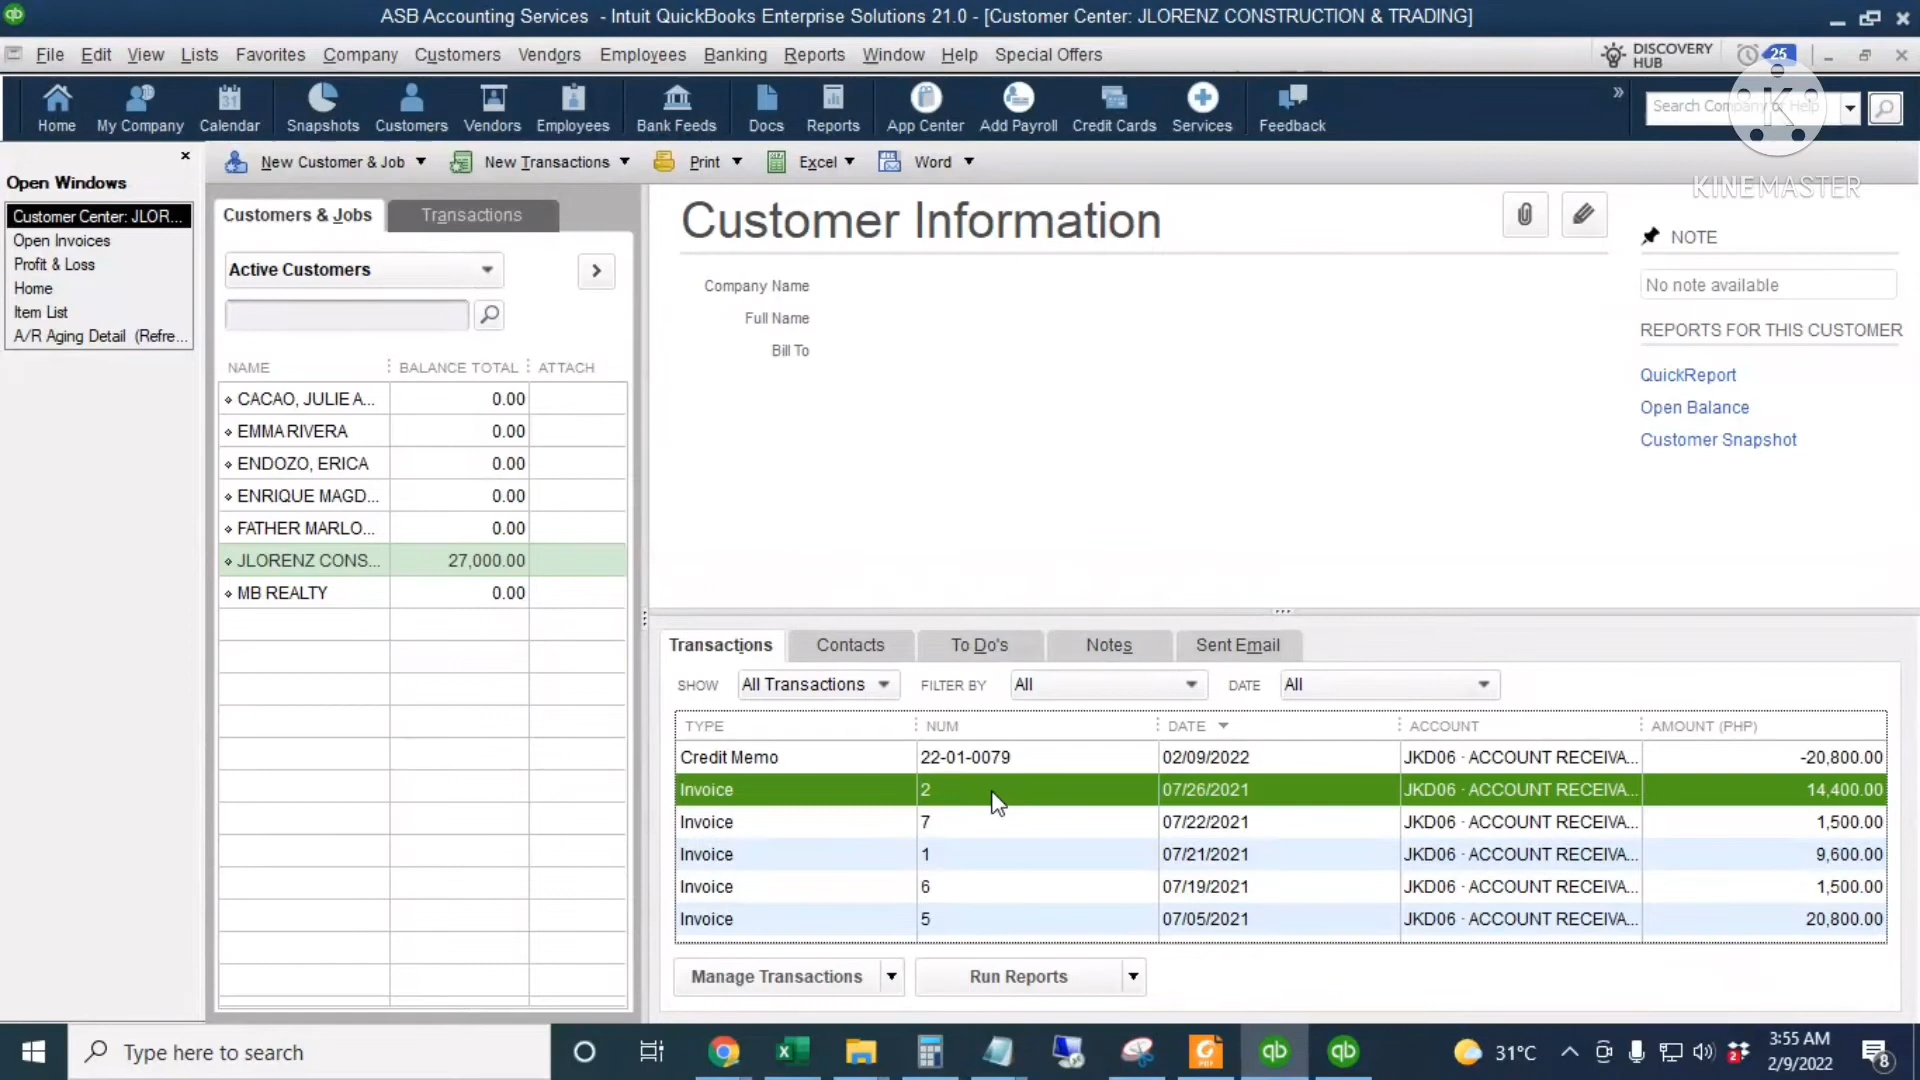 ASB Accounting Services - Intuit QuickBooks Enterprise Solutions 21.0 - [Customer Center: JLORENZ CONSTRUCTION & TRADING]
File Edit View Lists Favorites Company Customers Vendors Employees Banking Reports Window Help Special Offers
DISCOVERY HUB 25
Home My Company Calendar Snapshots Customers Vendors Employees Bank Feeds Docs Reports App Center Add Payroll Credit Cards Services Feedback
» Search Company or Help
K
KINEMASTER
New Customer & Job New Transactions Print Excel Word
Open Windows
Customer Center: JLOR...
Open Invoices
Profit & Loss
Home
Item List
A/R Aging Detail (Refre...
Customers & Jobs Transactions
Active Customers
NAME BALANCE TOTAL ATTACH
CACAO, JULIE A... 0.00
EMMA RIVERA 0.00
ENDOZO, ERICA 0.00
ENRIQUE MAGD... 0.00
FATHER MARLO... 0.00
JLORENZ CONS... 27,000.00
MB REALTY 0.00
Customer Information
Company Name
Full Name
Bill To
NOTE
No note available
REPORTS FOR THIS CUSTOMER
QuickReport
Open Balance
Customer Snapshot
Transactions Contacts To Do's Notes Sent Email
SHOW All Transactions FILTER BY All DATE All
TYPE NUM DATE ACCOUNT AMOUNT (PHP)
Credit Memo 22-01-0079 02/09/2022 JKD06 · ACCOUNT RECEIVA... -20,800.00
Invoice 2 07/26/2021 JKD06 · ACCOUNT RECEIVA... 14,400.00
Invoice 7 07/22/2021 JKD06 · ACCOUNT RECEIVA... 1,500.00
Invoice 1 07/21/2021 JKD06 · ACCOUNT RECEIVA... 9,600.00
Invoice 6 07/19/2021 JKD06 · ACCOUNT RECEIVA... 1,500.00
Invoice 5 07/05/2021 JKD06 · ACCOUNT RECEIVA... 20,800.00
Manage Transactions Run Reports
Type here to search
31°C
3:55 AM
2/9/2022
8